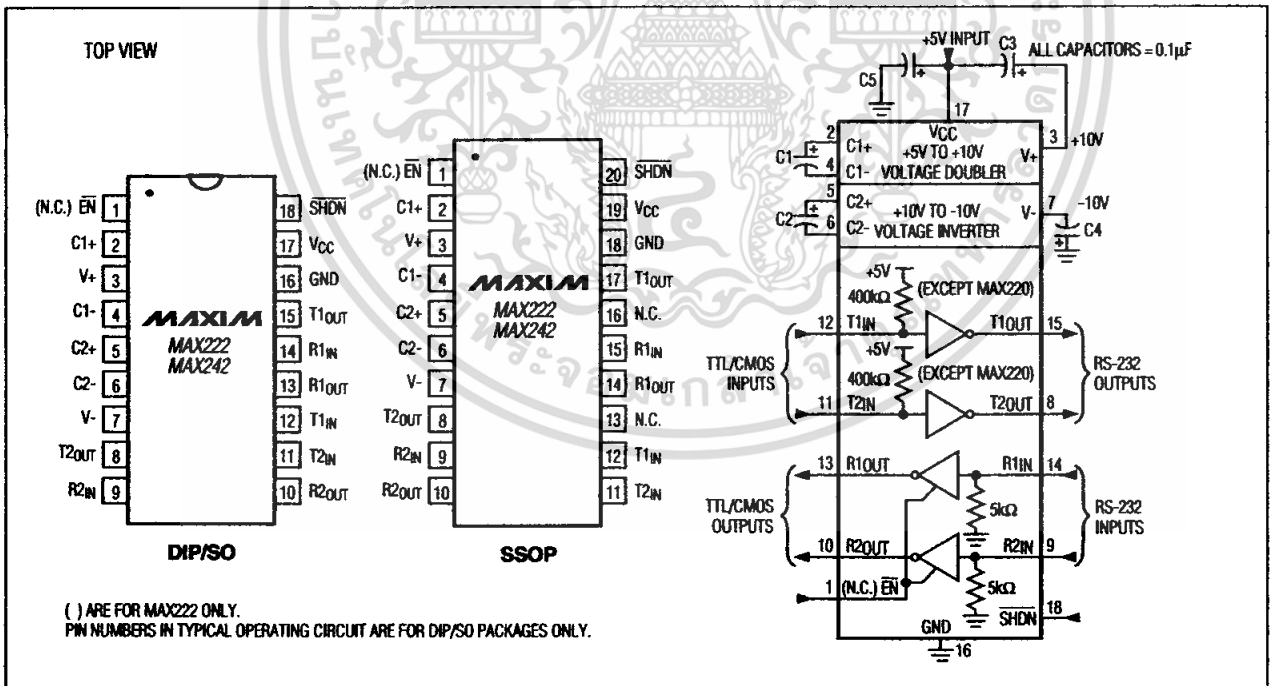 TOP VIEW
(N.C.) EN 1
C1+ 2
V+ 3
C1- 4
C2+ 5
C2- 6
V- 7
T2OUT 8
R2IN 9
18 SHDN
17 VCC
16 GND
15 T1OUT
14 R1IN
13 R1OUT
12 T1IN
11 T2IN
10 R2OUT
MAXIM
MAX222
MAX242
DIP/SO
(N.C.) EN 1
C1+ 2
V+ 3
C1- 4
C2+ 5
C2- 6
V- 7
T2OUT 8
R2IN 9
R2OUT 10
20 SHDN
19 VCC
18 GND
17 T1OUT
16 N.C.
15 R1IN
14 R1OUT
13 N.C.
12 T1IN
11 T2IN
MAXIM
MAX222
MAX242
SSOP
( ) ARE FOR MAX222 ONLY.
PIN NUMBERS IN TYPICAL OPERATING CIRCUIT ARE FOR DIP/SO PACKAGES ONLY.
+5V INPUT
C3
ALL CAPACITORS = 0.1µF
C5
17
VCC
2
C1+
+5V TO +10V
3
+10V
V+
C1
4
C1-
VOLTAGE DOUBLER
5
C2+
+10V TO -10V
V-
7
-10V
C2
6
C2-
VOLTAGE INVERTER
C4
+5V
400kΩ
(EXCEPT MAX220)
12
T1IN
T1OUT
15
+5V
400kΩ
(EXCEPT MAX220)
TTL/CMOS
INPUTS
RS-232
OUTPUTS
11
T2IN
T2OUT
8
13
R1OUT
R1IN
14
5kΩ
TTL/CMOS
OUTPUTS
RS-232
INPUTS
10
R2OUT
R2IN
9
1
(N.C.) EN
5kΩ
SHDN
18
GND
16